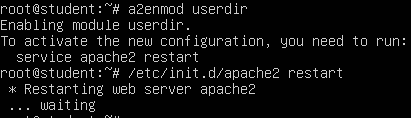 root@student:~# a2enmod userdir
Enabling module userdir.
To activate the new configuration, you need to run:
  service apache2 restart
root@student:~# /etc/init.d/apache2 restart
 * Restarting web server apache2
 ... waiting